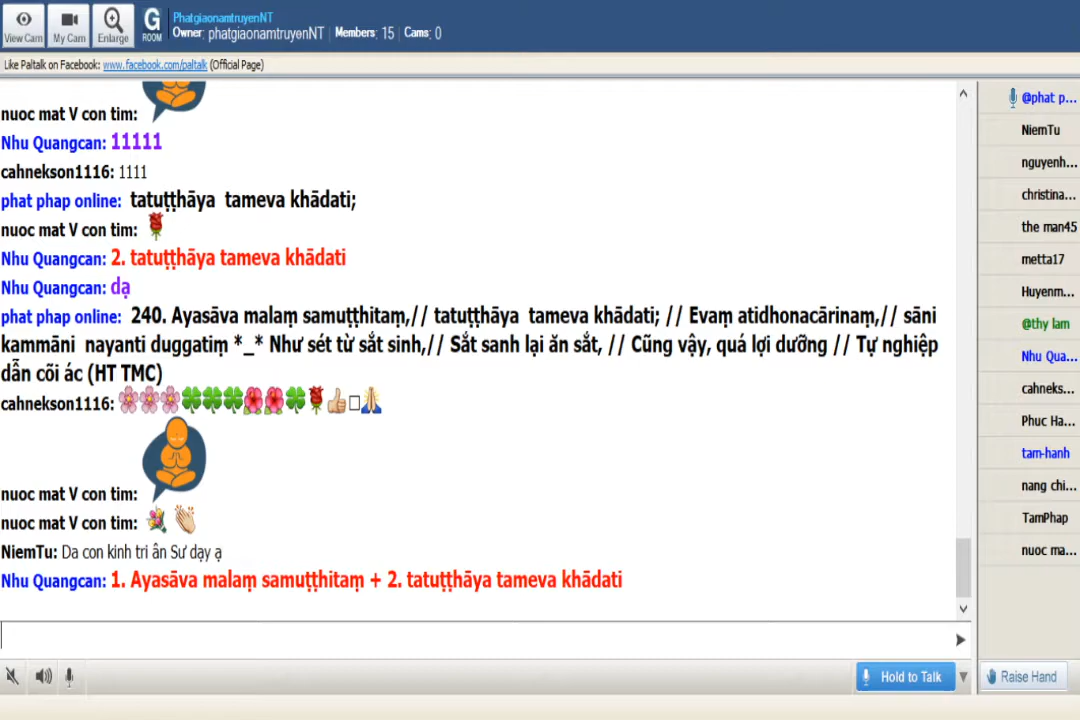 View Cam My Cam Enlarge G ROOM PhatgiaonamtruyenNT
Owner: phatgiaonamtruyenNT Members: 15 Cams: 0
Like Paltalk on Facebook: www.facebook.com/paltalk (Official Page)
nuoc mat V con tim:
Nhu Quangcan: 11111
cahnekson1116: 1111
phat phap online: tatuṭṭhāya tameva khādati;
nuoc mat V con tim:
Nhu Quangcan: 2. tatuṭṭhāya tameva khādati
Nhu Quangcan: dạ
phat phap online: 240. Ayasāva malaṃ samuṭṭhitaṃ,// tatuṭṭhāya tameva khādati; // Evaṃ atidhonacārinaṃ,// sāni
kammāni nayanti duggatiṃ *_* Như sét từ sắt sinh,// Sắt sanh lại ăn sắt, // Cũng vậy, quá lợi dưỡng // Tự nghiệp
dẫn cõi ác (HT TMC)
cahnekson1116:
nuoc mat V con tim:
nuoc mat V con tim:
NiemTu: Da con kinh tri ân Sư dạy ạ
Nhu Quangcan: 1. Ayasāva malaṃ samuṭṭhitaṃ + 2. tatuṭṭhāya tameva khādati
@phat p...
NiemTu
nguyenh...
christina...
the man45
metta17
Huyenm...
@thy lam
Nhu Qua...
cahneks...
Phuc Ha...
tam-hanh
nang chi...
TamPhap
nuoc ma...
Hold to Talk
Raise Hand